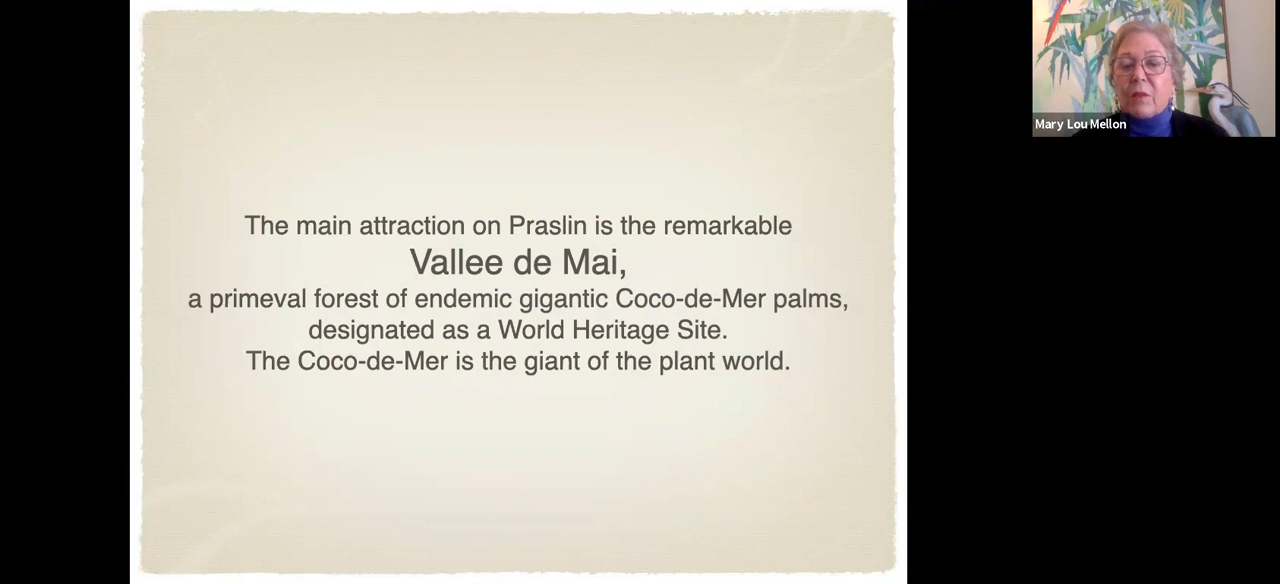 The main attraction on Praslin is the remarkable
Vallee de Mai,
a primeval forest of endemic gigantic Coco-de-Mer palms,
designated as a World Heritage Site.
The Coco-de-Mer is the giant of the plant world.
Mary Lou Mellon